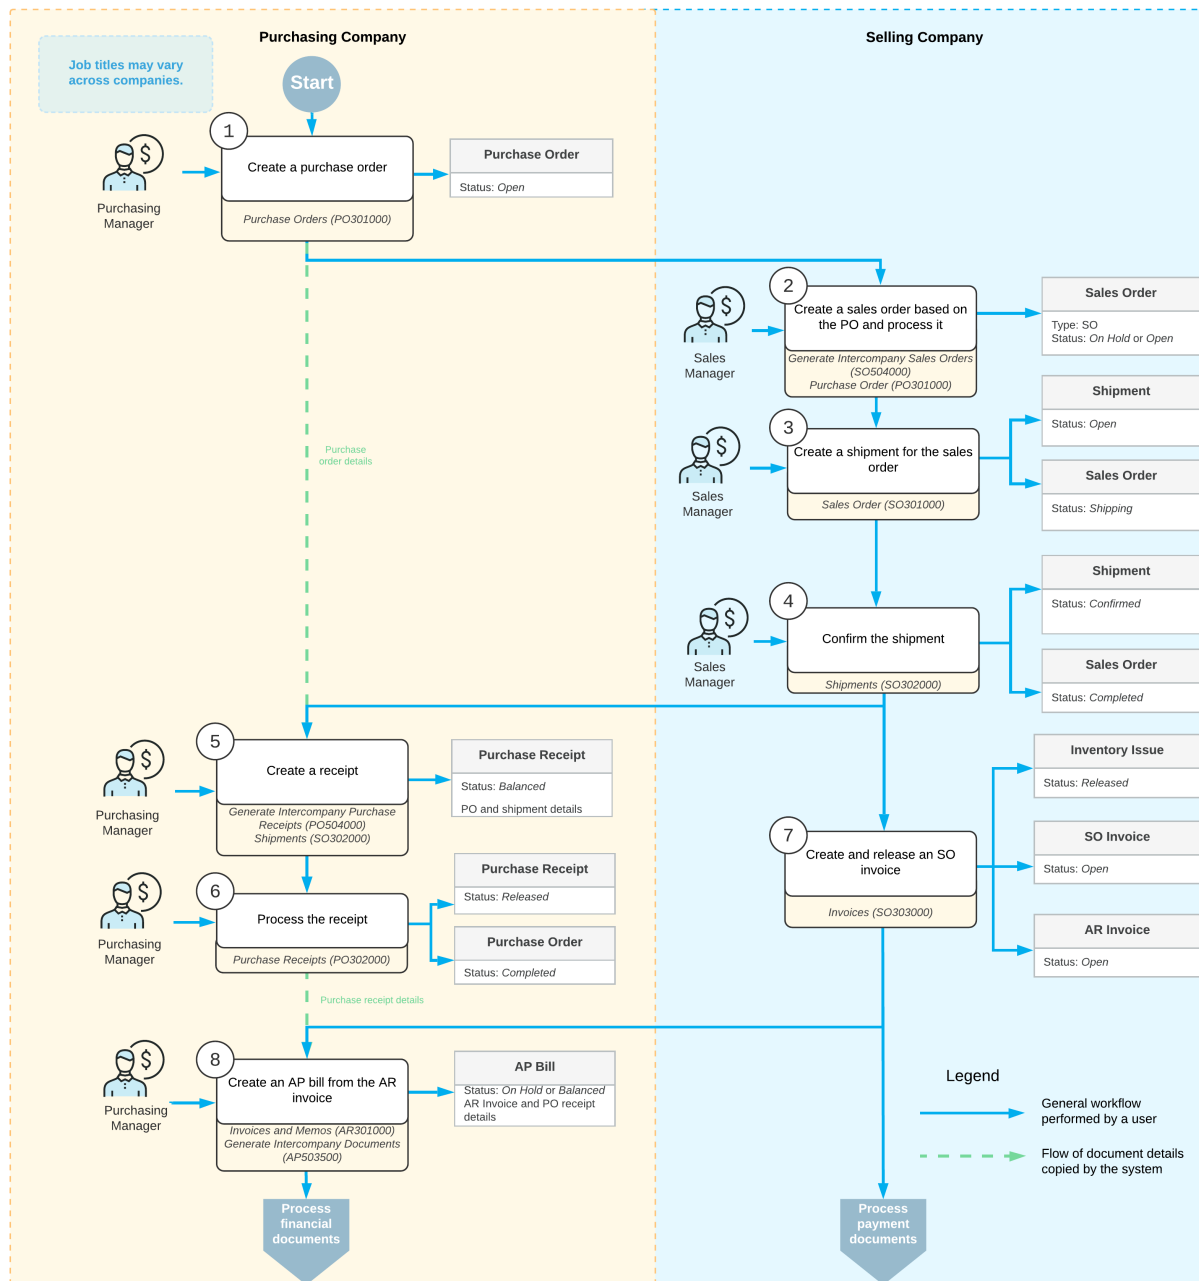 Purchasing Company
Selling Company
Job titles may vary
across companies.
Start
1
Create a purchase order
Purchase Orders (PO301000)
Purchasing
Manager
Purchase Order
Status: Open
2
Create a sales order based on
the PO and process it
Generate Intercompany Sales Orders
(SO504000)
Purchase Order (PO301000)
Sales
Manager
Sales Order
Type: SO
Status: On Hold or Open
3
Create a shipment for the sales
order
Sales Order (SO301000)
Sales
Manager
Shipment
Status: Open
Sales Order
Status: Shipping
Purchase
order details
4
Confirm the shipment
Shipments (SO302000)
Sales
Manager
Shipment
Status: Confirmed
Sales Order
Status: Completed
5
Create a receipt
Generate Intercompany Purchase
Receipts (PO504000)
Shipments (SO302000)
Purchasing
Manager
Purchase Receipt
Status: Balanced
PO and shipment details
6
Process the receipt
Purchase Receipts (PO302000)
Purchasing
Manager
Purchase Receipt
Status: Released
Purchase Order
Status: Completed
7
Create and release an SO
invoice
Invoices (SO303000)
Inventory Issue
Status: Released
SO Invoice
Status: Open
AR Invoice
Status: Open
Purchase receipt details
8
Create an AP bill from the AR
invoice
Invoices and Memos (AR301000)
Generate Intercompany Documents
(AP503500)
Purchasing
Manager
AP Bill
Status: On Hold or Balanced
AR Invoice and PO receipt
details
Legend
General workflow
performed by a user
Flow of document details
copied by the system
Process
financial
documents
Process
payment
documents